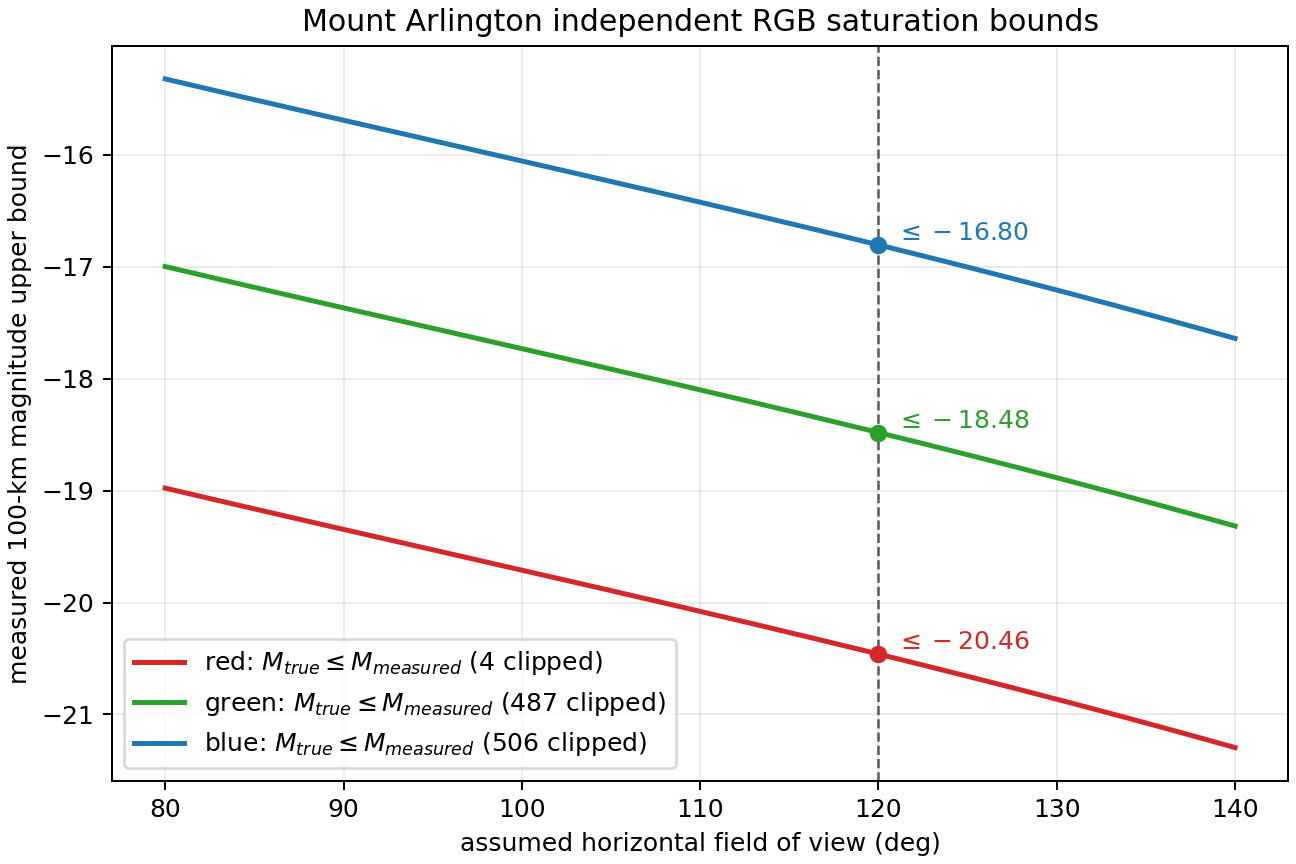 Mount Arlington independent RGB saturation bounds
measured 100-km magnitude upper bound
−16
−17
−18
−19
−20
−21
≤ −16.80
≤ −18.48
≤ −20.46
red: M_true ≤ M_measured (4 clipped)
green: M_true ≤ M_measured (487 clipped)
blue: M_true ≤ M_measured (506 clipped)
80 90 100 110 120 130 140
assumed horizontal field of view (deg)